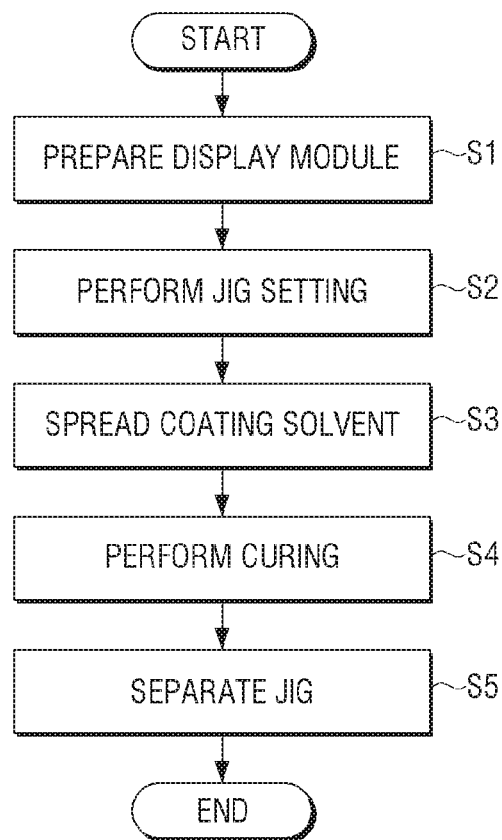 START
PREPARE DISPLAY MODULE S1
PERFORM JIG SETTING S2
SPREAD COATING SOLVENT S3
PERFORM CURING S4
SEPARATE JIG S5
END